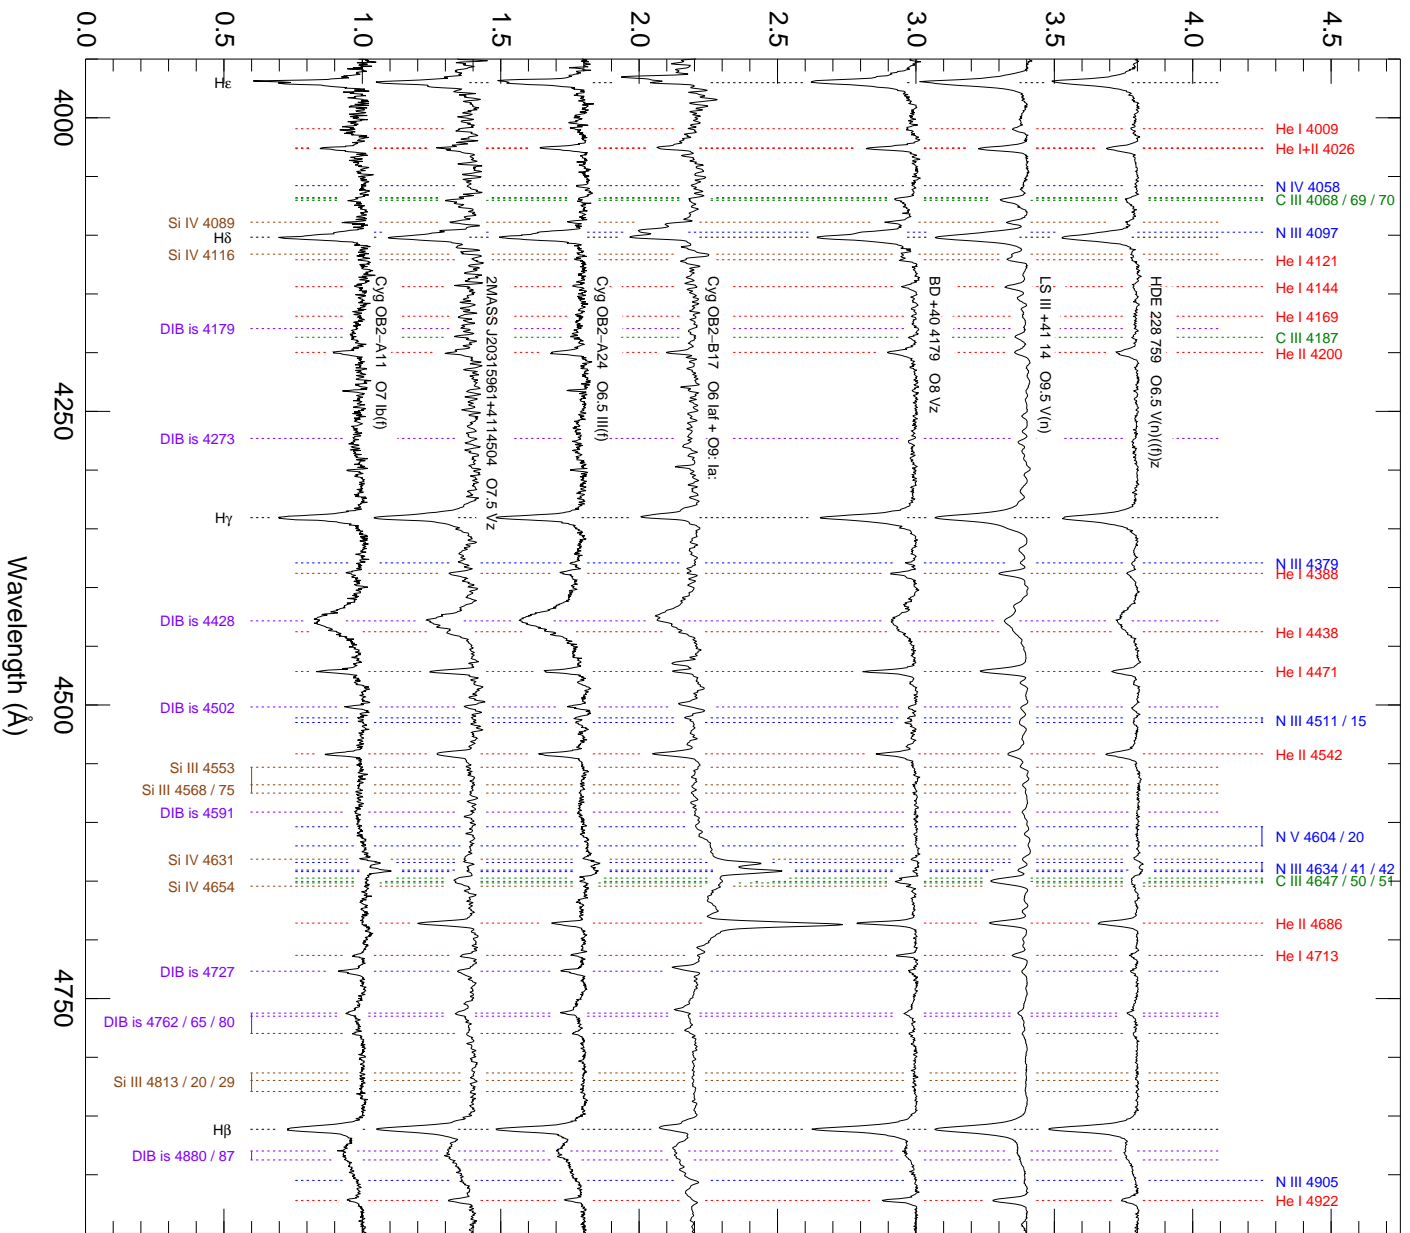 0.0
0.5
1.0
1.5
2.0
2.5
3.0
3.5
4.0
4.5
4000
4250
4500
4750
Wavelength (Å)
HDE 228 759 O6.5 V(n)((f))z
LS III +41 14 O9.5 V(n)
BD +40 4179 O8 Vz
Cyg OB2−B17 O6 Iaf + O9: Ia:
Cyg OB2−A24 O6.5 III(f)
2MASS J20315961+4114504 O7.5 Vz
Cyg OB2−A11 O7 Ib(f)
Hε
Si IV 4089
Hδ
Si IV 4116
DIB is 4179
DIB is 4273
Hγ
DIB is 4428
DIB is 4502
Si III 4553
Si III 4568 / 75
DIB is 4591
Si IV 4631
Si IV 4654
DIB is 4727
DIB is 4762 / 65 / 80
Si III 4813 / 20 / 29
Hβ
DIB is 4880 / 87
He I 4009
He I+II 4026
N IV 4058
C III 4068 / 69 / 70
N III 4097
He I 4121
He I 4144
He I 4169
C III 4187
He II 4200
N III 4379
He I 4388
He I 4438
He I 4471
N III 4511 / 15
He II 4542
N V 4604 / 20
N III 4634 / 41 / 42
C III 4647 / 50 / 51
He II 4686
He I 4713
N III 4905
He I 4922